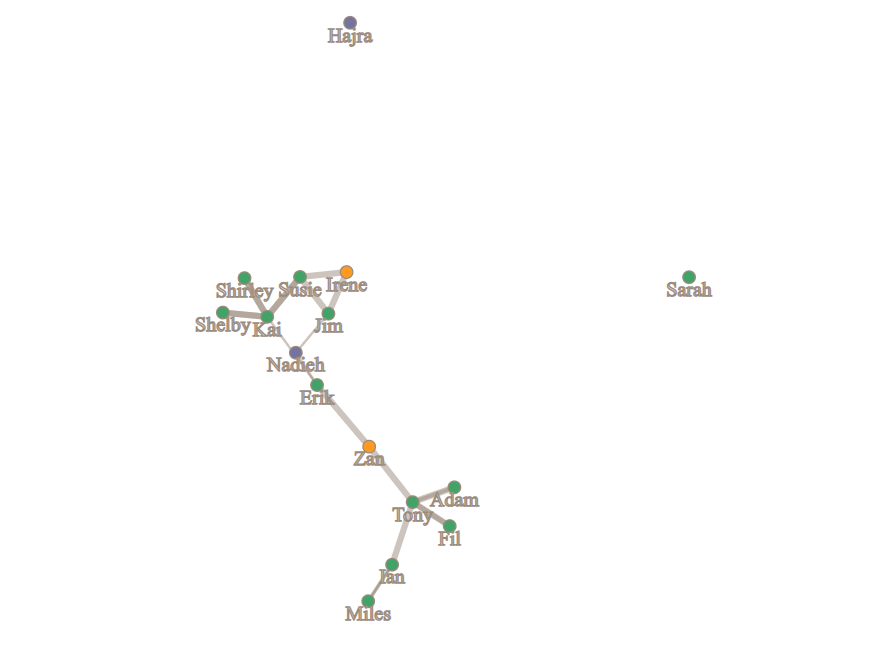 Hajra
Irene
Susie
Shirley
Sarah
Shelby
Kai
Jim
Nadieh
Erik
Zan
Adam
Tony
Fil
Ian
Miles